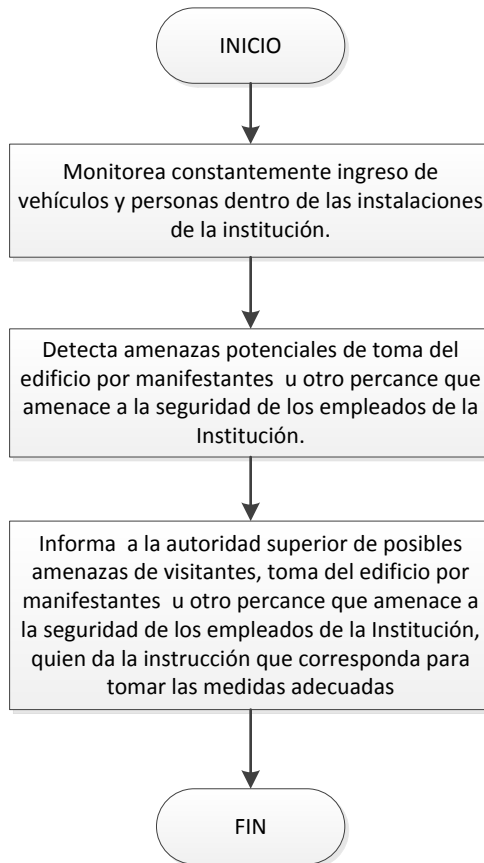 INICIO
Monitorea constantemente ingreso de
vehículos y personas dentro de las instalaciones
de la institución.
Detecta amenazas potenciales de toma del
edificio por manifestantes  u otro percance que
amenace a la seguridad de los empleados de la
Institución.
Informa  a la autoridad superior de posibles
amenazas de visitantes, toma del edificio por
manifestantes  u otro percance que amenace a
la seguridad de los empleados de la Institución,
quien da la instrucción que corresponda para
tomar las medidas adecuadas
FIN